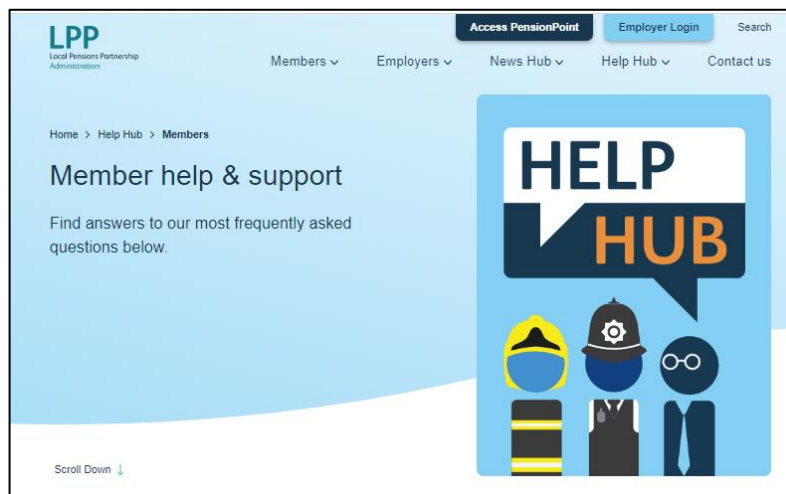 LPP
Local Pensions Partnership
Administration
Access PensionPoint
Employer Login
Search
Members
Employers
News Hub
Help Hub
Contact us
Home > Help Hub > Members
Member help & support
Find answers to our most frequently asked
questions below.
HELP
HUB
Scroll Down ↓